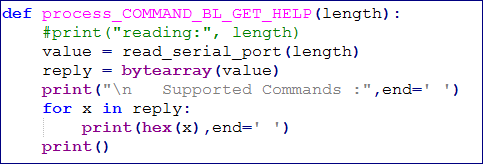 def process_COMMAND_BL_GET_HELP(length):
    #print("reading:", length)
    value = read_serial_port(length)
    reply = bytearray(value)
    print("\n   Supported Commands :",end=' ')
    for x in reply:
        print(hex(x),end=' ')
    print()